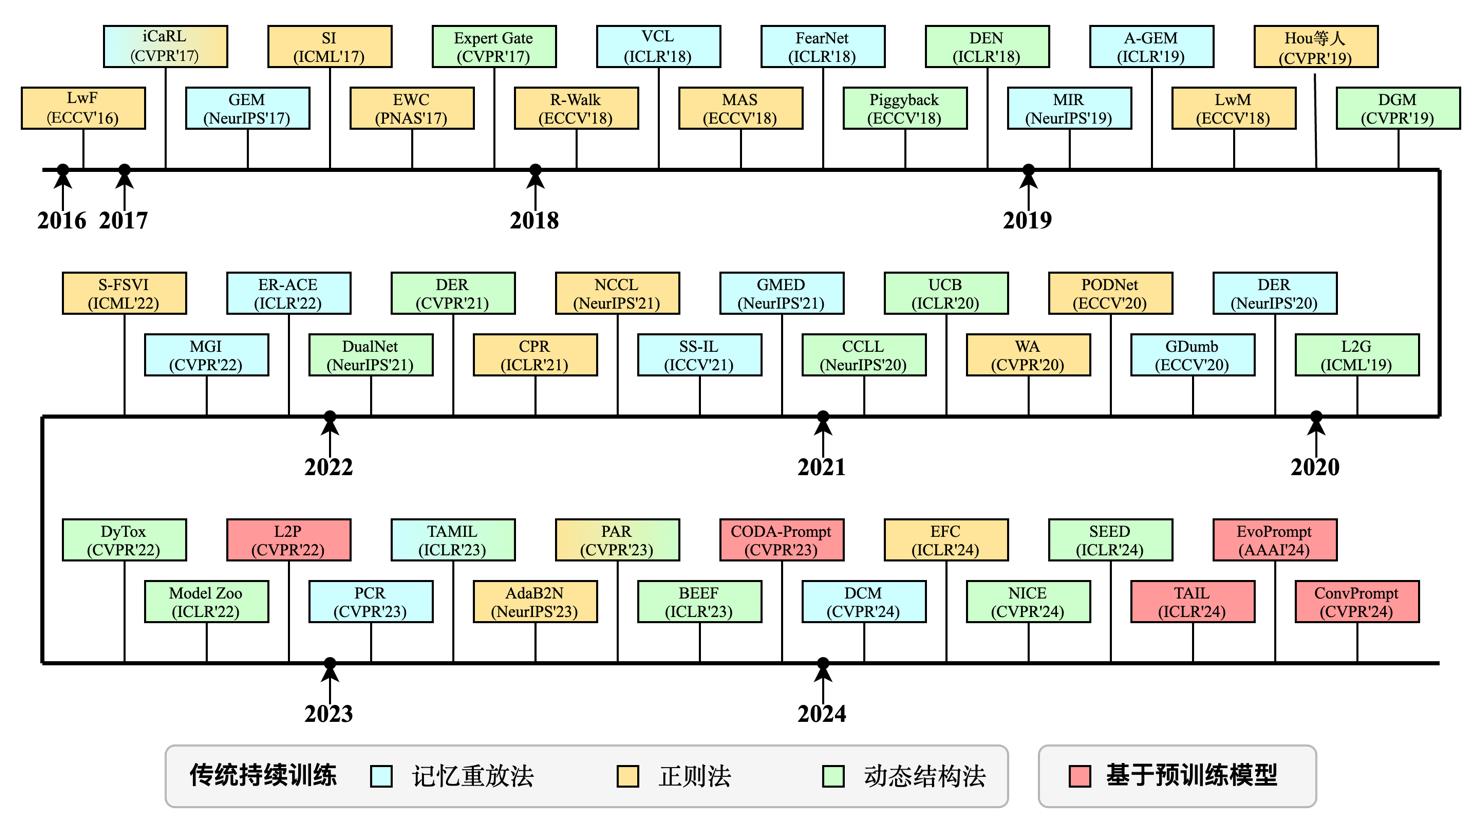 iCaRL
(CVPR'17)
SI
(ICML'17)
Expert Gate
(CVPR'17)
VCL
(ICLR'18)
FearNet
(ICLR'18)
DEN
(ICLR'18)
A-GEM
(ICLR'19)
Hou等人
(CVPR'19)
LwF
(ECCV'16)
GEM
(NeurIPS'17)
EWC
(PNAS'17)
R-Walk
(ECCV'18)
MAS
(ECCV'18)
Piggyback
(ECCV'18)
MIR
(NeurIPS'19)
LwM
(ECCV'18)
DGM
(CVPR'19)
2016
2017
2018
2019
S-FSVI
(ICML'22)
ER-ACE
(ICLR'22)
DER
(CVPR'21)
NCCL
(NeurIPS'21)
GMED
(NeurIPS'21)
UCB
(ICLR'20)
PODNet
(ECCV'20)
DER
(NeurIPS'20)
MGI
(CVPR'22)
DualNet
(NeurIPS'21)
CPR
(ICLR'21)
SS-IL
(ICCV'21)
CCLL
(NeurIPS'20)
WA
(CVPR'20)
GDumb
(ECCV'20)
L2G
(ICML'19)
2022
2021
2020
DyTox
(CVPR'22)
L2P
(CVPR'22)
TAMIL
(ICLR'23)
PAR
(CVPR'23)
CODA-Prompt
(CVPR'23)
EFC
(ICLR'24)
SEED
(ICLR'24)
EvoPrompt
(AAAI'24)
Model Zoo
(ICLR'22)
PCR
(CVPR'23)
AdaB2N
(NeurIPS'23)
BEEF
(ICLR'23)
DCM
(CVPR'24)
NICE
(CVPR'24)
TAIL
(ICLR'24)
ConvPrompt
(CVPR'24)
2023
2024
传统持续训练
记忆重放法
正则法
动态结构法
基于预训练模型